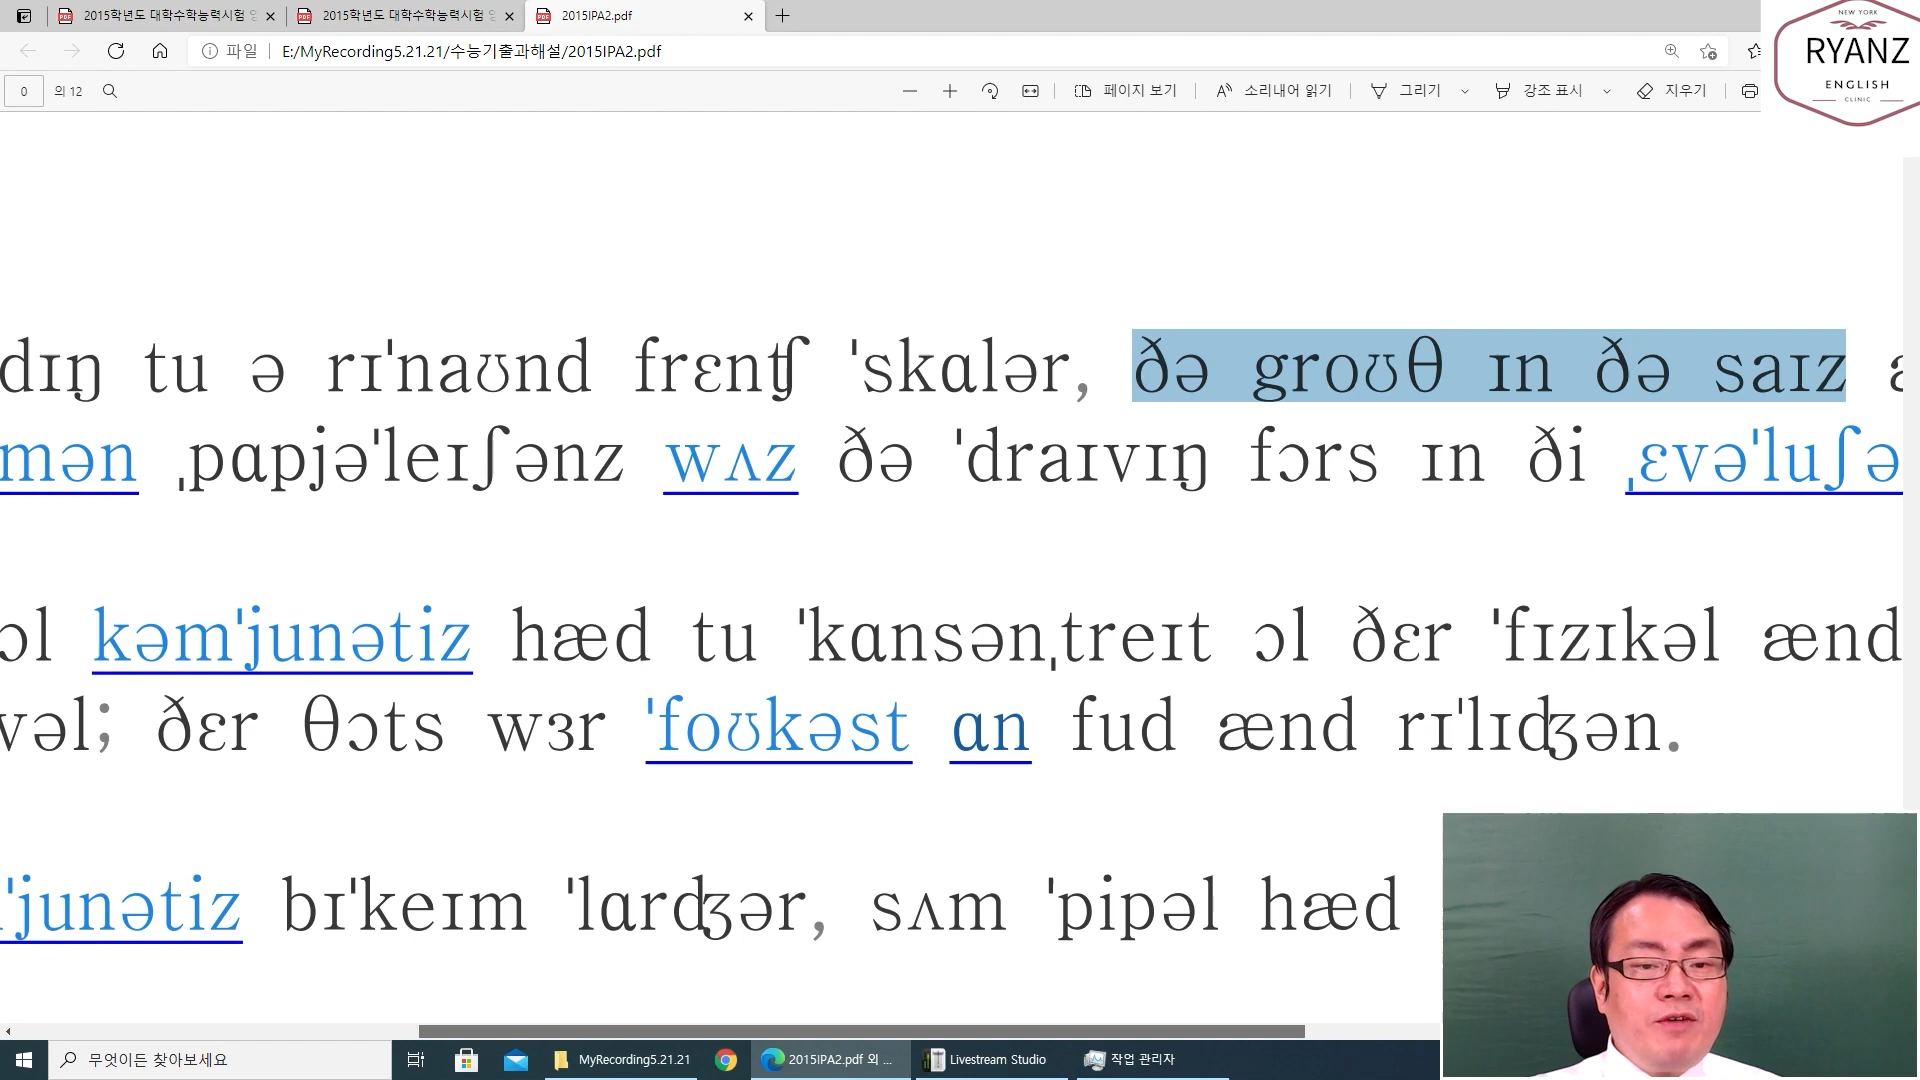 2015학년도 대학수학능력시험 영
2015학년도 대학수학능력시험 영
2015IPA2.pdf
파일 E:/MyRecording5.21.21/수능기출과해설/2015IPA2.pdf
0 의 12
페이지 보기
소리내어 읽기
그리기
강조 표시
지우기
NEW YORK
RYANZ
ENGLISH
CLINIC
dɪŋ tu ə rɪˈnaʊnd frɛnʧ ˈskɑlər, ðə groʊθ ɪn ðə saɪz
mən ˌpɑpjəˈleɪʃənz wʌz ðə ˈdraɪvɪŋ fɔrs ɪn ði ˌɛvəˈluʃə
ɔl kəmˈjunətiz hæd tu ˈkɑnsənˌtreɪt ɔl ðɛr ˈfɪzɪkəl ænd
vəl; ðɛr θɔts wɜr ˈfoʊkəst ɑn fud ænd rɪˈlɪʤən.
ˈjunətiz bɪˈkeɪm ˈlɑrʤər, sʌm ˈpipəl hæd
무엇이든 찾아보세요
MyRecording5.21.21
2015IPA2.pdf 외 ...
Livestream Studio
작업 관리자